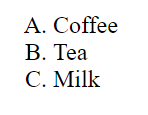 A. Coffee
B. Tea
C. Milk